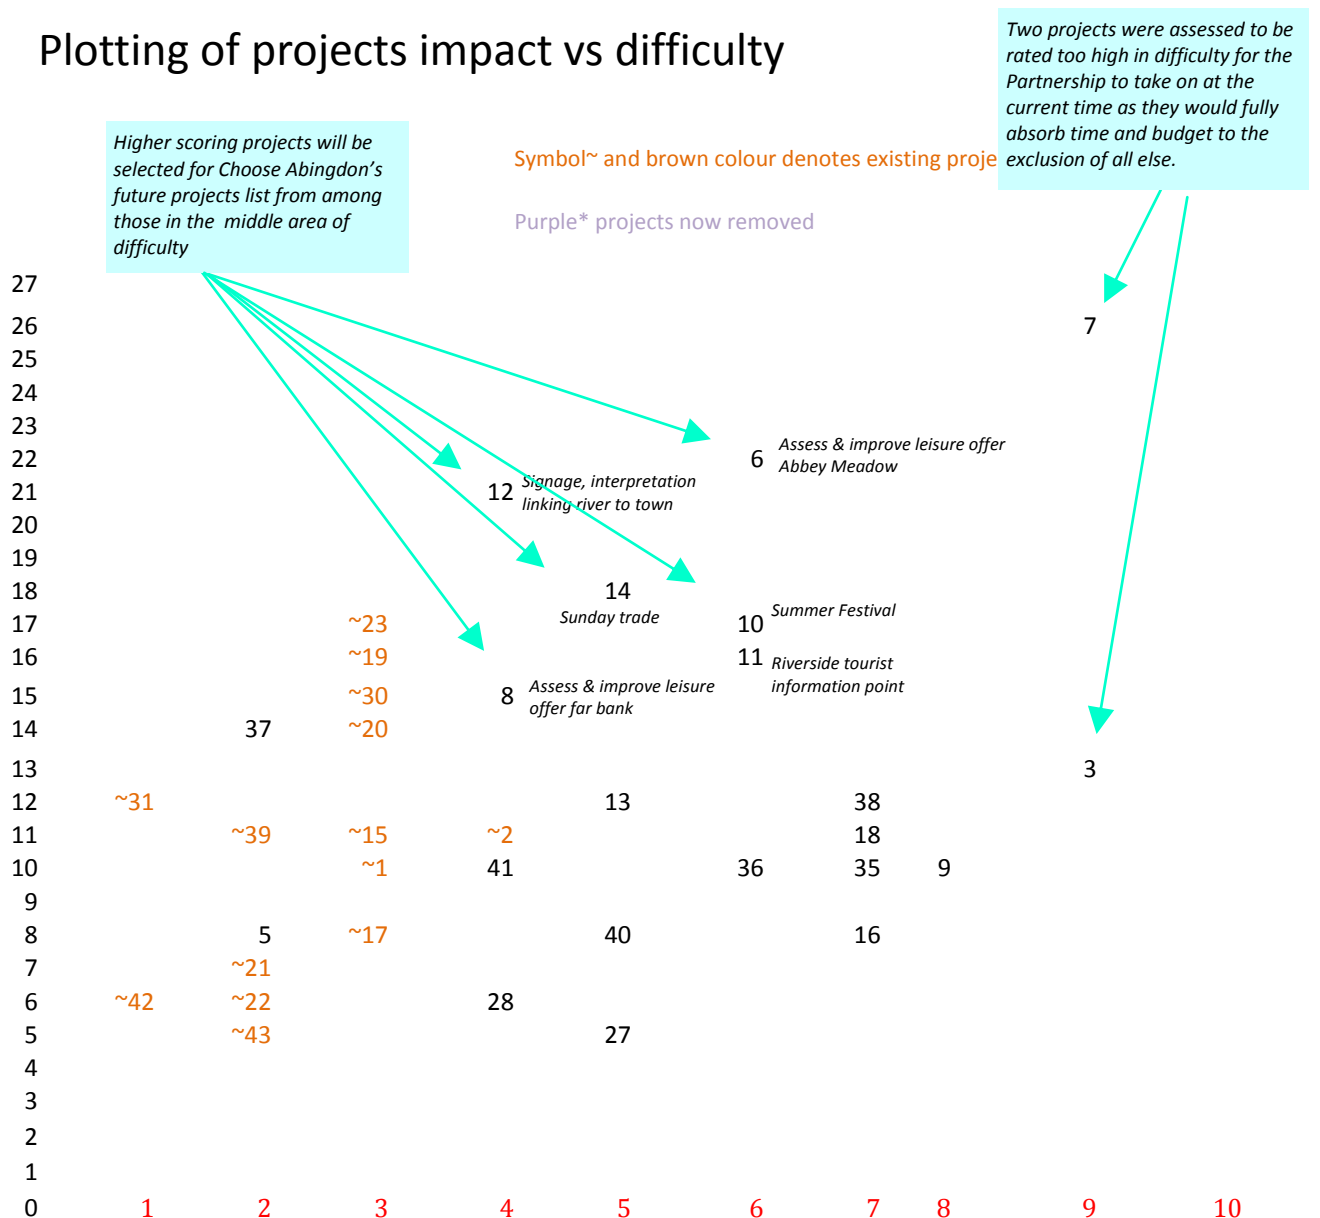 Plotting of projects impact vs difficulty
Two projects were assessed to be
rated too high in difficulty for the
Partnership to take on at the
current time as they would fully
absorb time and budget to the
exclusion of all else.
Higher scoring projects will be
selected for Choose Abingdon's
future projects list from among
those in the middle area of
difficulty
Symbol~ and brown colour denotes existing proje
Purple* projects now removed
27
26 7
25
24
23
22 6 Assess & improve leisure offer
Abbey Meadow
21 12 Signage, interpretation
linking river to town
20
19
18 14
Sunday trade
17 ~23 10 Summer Festival
16 ~19 11 Riverside tourist
information point
15 ~30 8 Assess & improve leisure
offer far bank
14 37 ~20
13 3
12 ~31 13 38
11 ~39 ~15 ~2 18
10 ~1 41 36 35 9
9
8 5 ~17 40 16
7 ~21
6 ~42 ~22 28
5 ~43 27
4
3
2
1
0 1 2 3 4 5 6 7 8 9 10